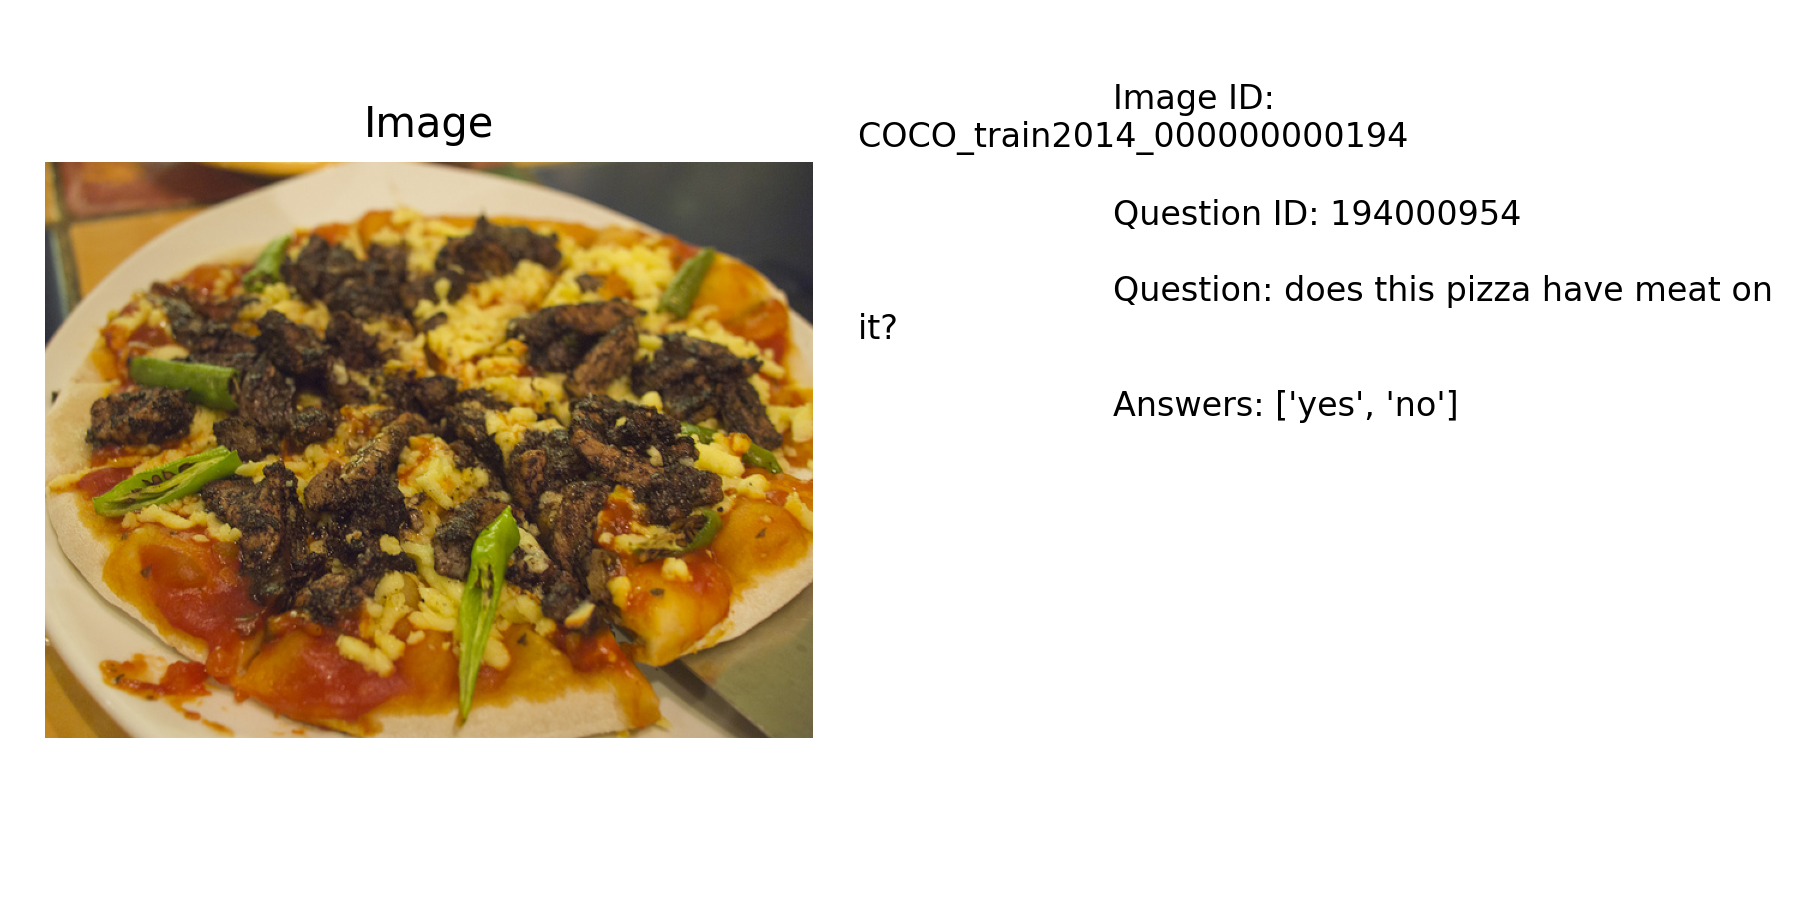 Image
Image ID:
COCO_train2014_000000000194
Question ID: 194000954
Question: does this pizza have meat on
it?
Answers: ['yes', 'no']